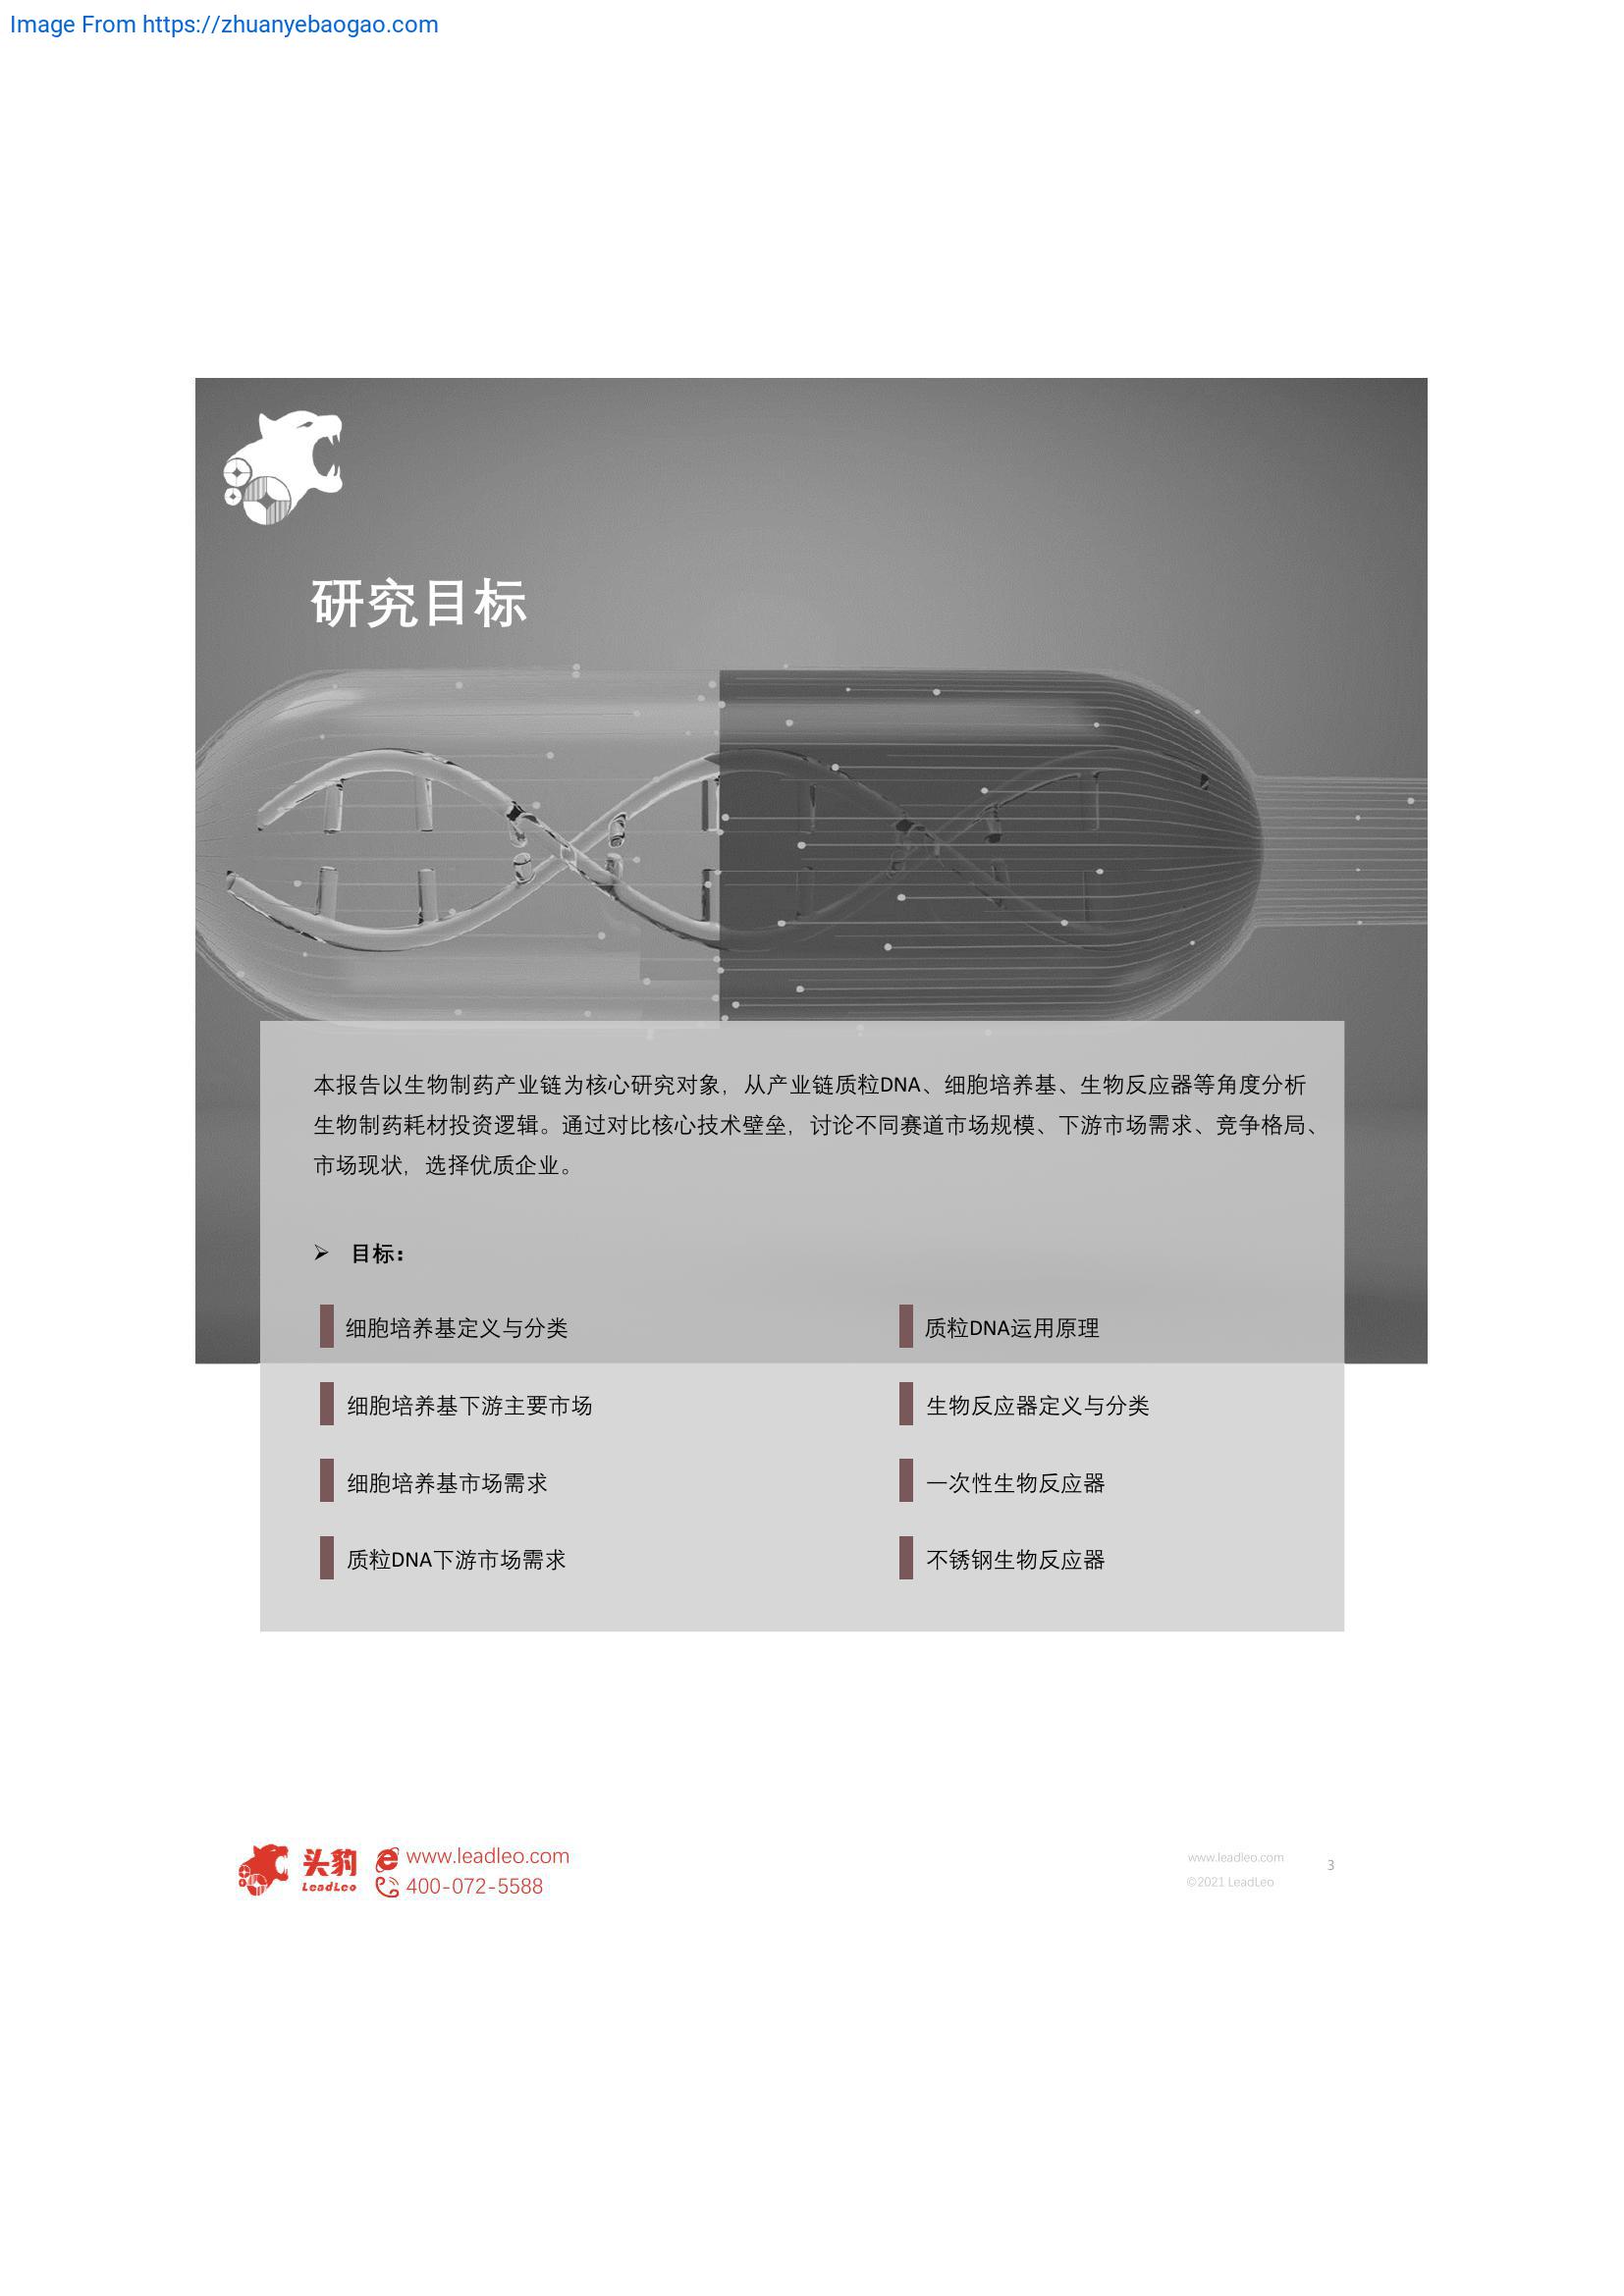 Image From https://zhuanyebaogao.com
研究目标
本报告以生物制药产业链为核心研究对象，从产业链质粒DNA、细胞培养基、生物反应器等角度分析
生物制药耗材投资逻辑。通过对比核心技术壁垒，讨论不同赛道市场规模、下游市场需求、竞争格局、
市场现状，选择优质企业。
➢ 目标：
细胞培养基定义与分类
质粒DNA运用原理
细胞培养基下游主要市场
生物反应器定义与分类
细胞培养基市场需求
一次性生物反应器
质粒DNA下游市场需求
不锈钢生物反应器
头豹
LeadLeo
www.leadleo.com
400-072-5588
www.leadleo.com
©2021 LeadLeo
3